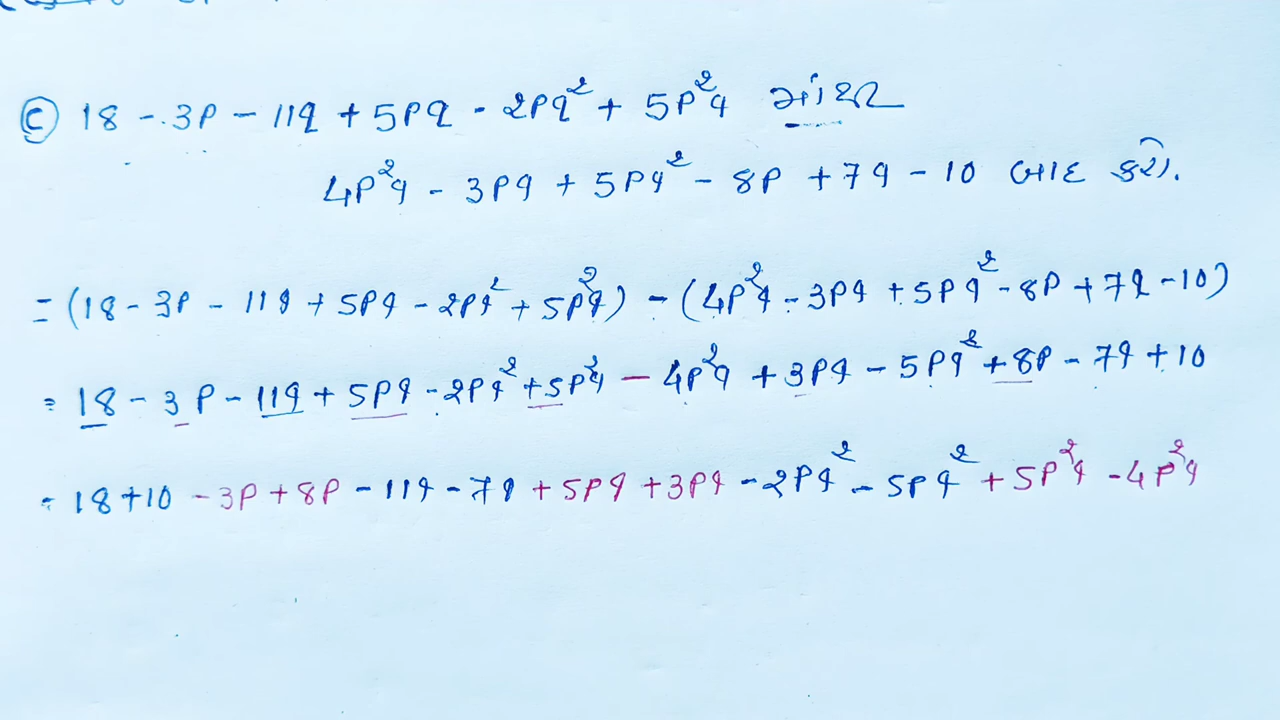 (c) 18 - 3p - 11q + 5pq - 2pq² + 5p²q માંથી
4p²q - 3pq + 5pq² - 8p + 7q - 10 બાદ કરો.
= (18 - 3p - 11q + 5pq - 2pq² + 5p²q) - (4p²q - 3pq + 5pq² - 8p + 7q - 10)
= 18 - 3p - 11q + 5pq - 2pq² + 5p²q - 4p²q + 3pq - 5pq² + 8p - 7q + 10
= 18 + 10 - 3p + 8p - 11q - 7q + 5pq + 3pq - 2pq² - 5pq² + 5p²q - 4p²q